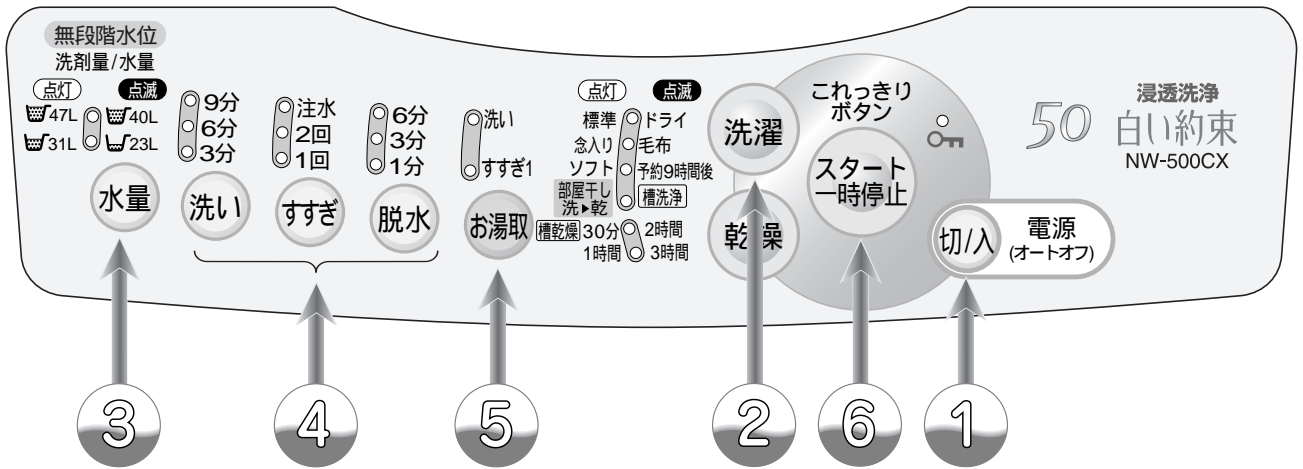 無段階水位
洗剤量/水量
点灯 点滅
47L 40L
31L 23L
水量
9分
6分
3分
洗い
注水
2回
1回
すすぎ
6分
3分
1分
脱水
洗い
すすぎ1
お湯取
点灯 点滅
標準 ドライ
念入り 毛布
ソフト 予約9時間後
部屋干し 槽洗浄
洗▶乾
槽乾燥 30分 2時間
1時間 3時間
洗濯
乾燥
これっきり
ボタン
スタート
一時停止
切/入
電源
(オートオフ)
50
浸透洗浄
白い約束
NW-500CX
3
4
5
2
6
1